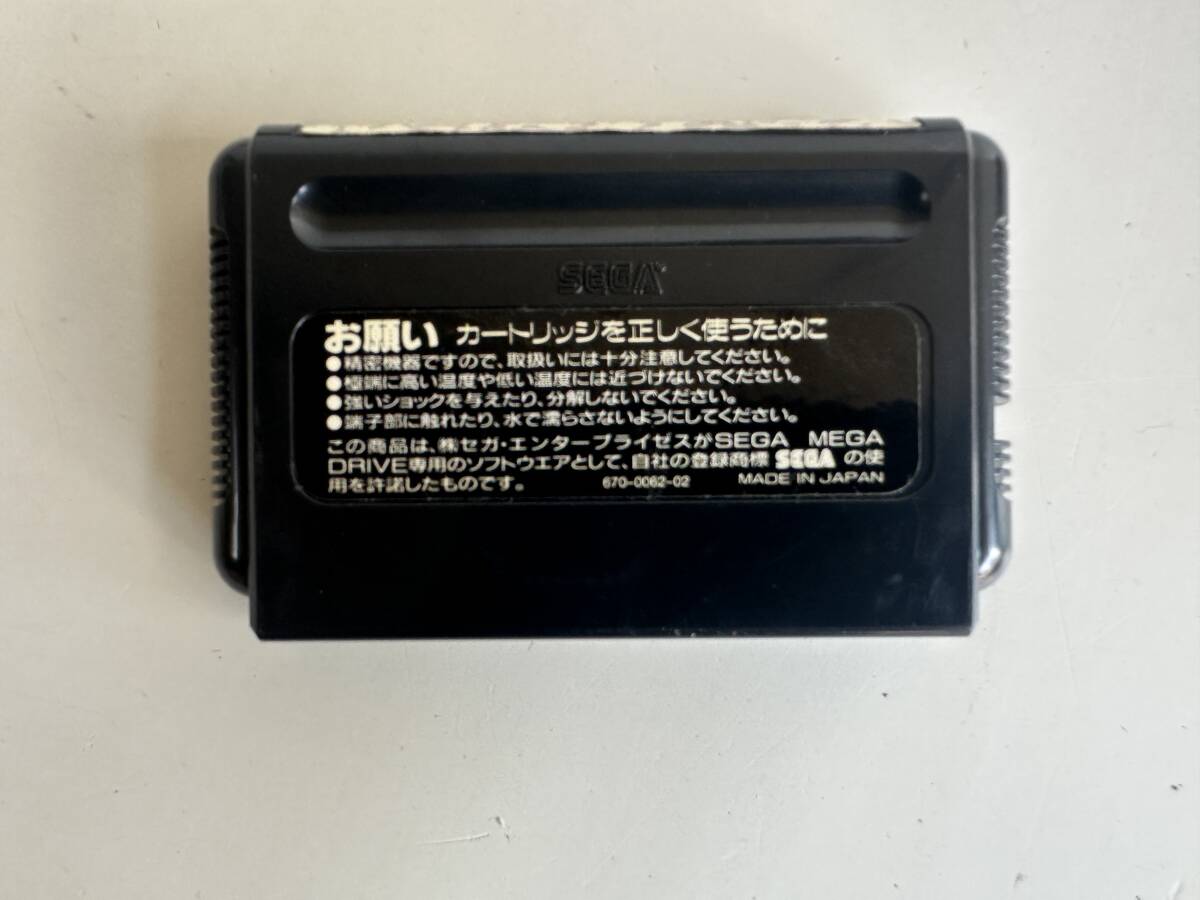 SEGA
お願い カートリッジを正しく使うために
●精密機器ですので、取扱いには十分注意してください。
●極端に高い温度や低い温度には近づけないでください。
●強いショックを与えたり、分解しないでください。
●端子部に触れたり、水で濡らさないようにしてください。
この商品は、㈱セガ・エンタープライゼスがSEGA MEGA
DRIVE専用のソフトウエアとして、自社の登録商標 SEGA の使
用を許諾したものです。 670-0062-02 MADE IN JAPAN